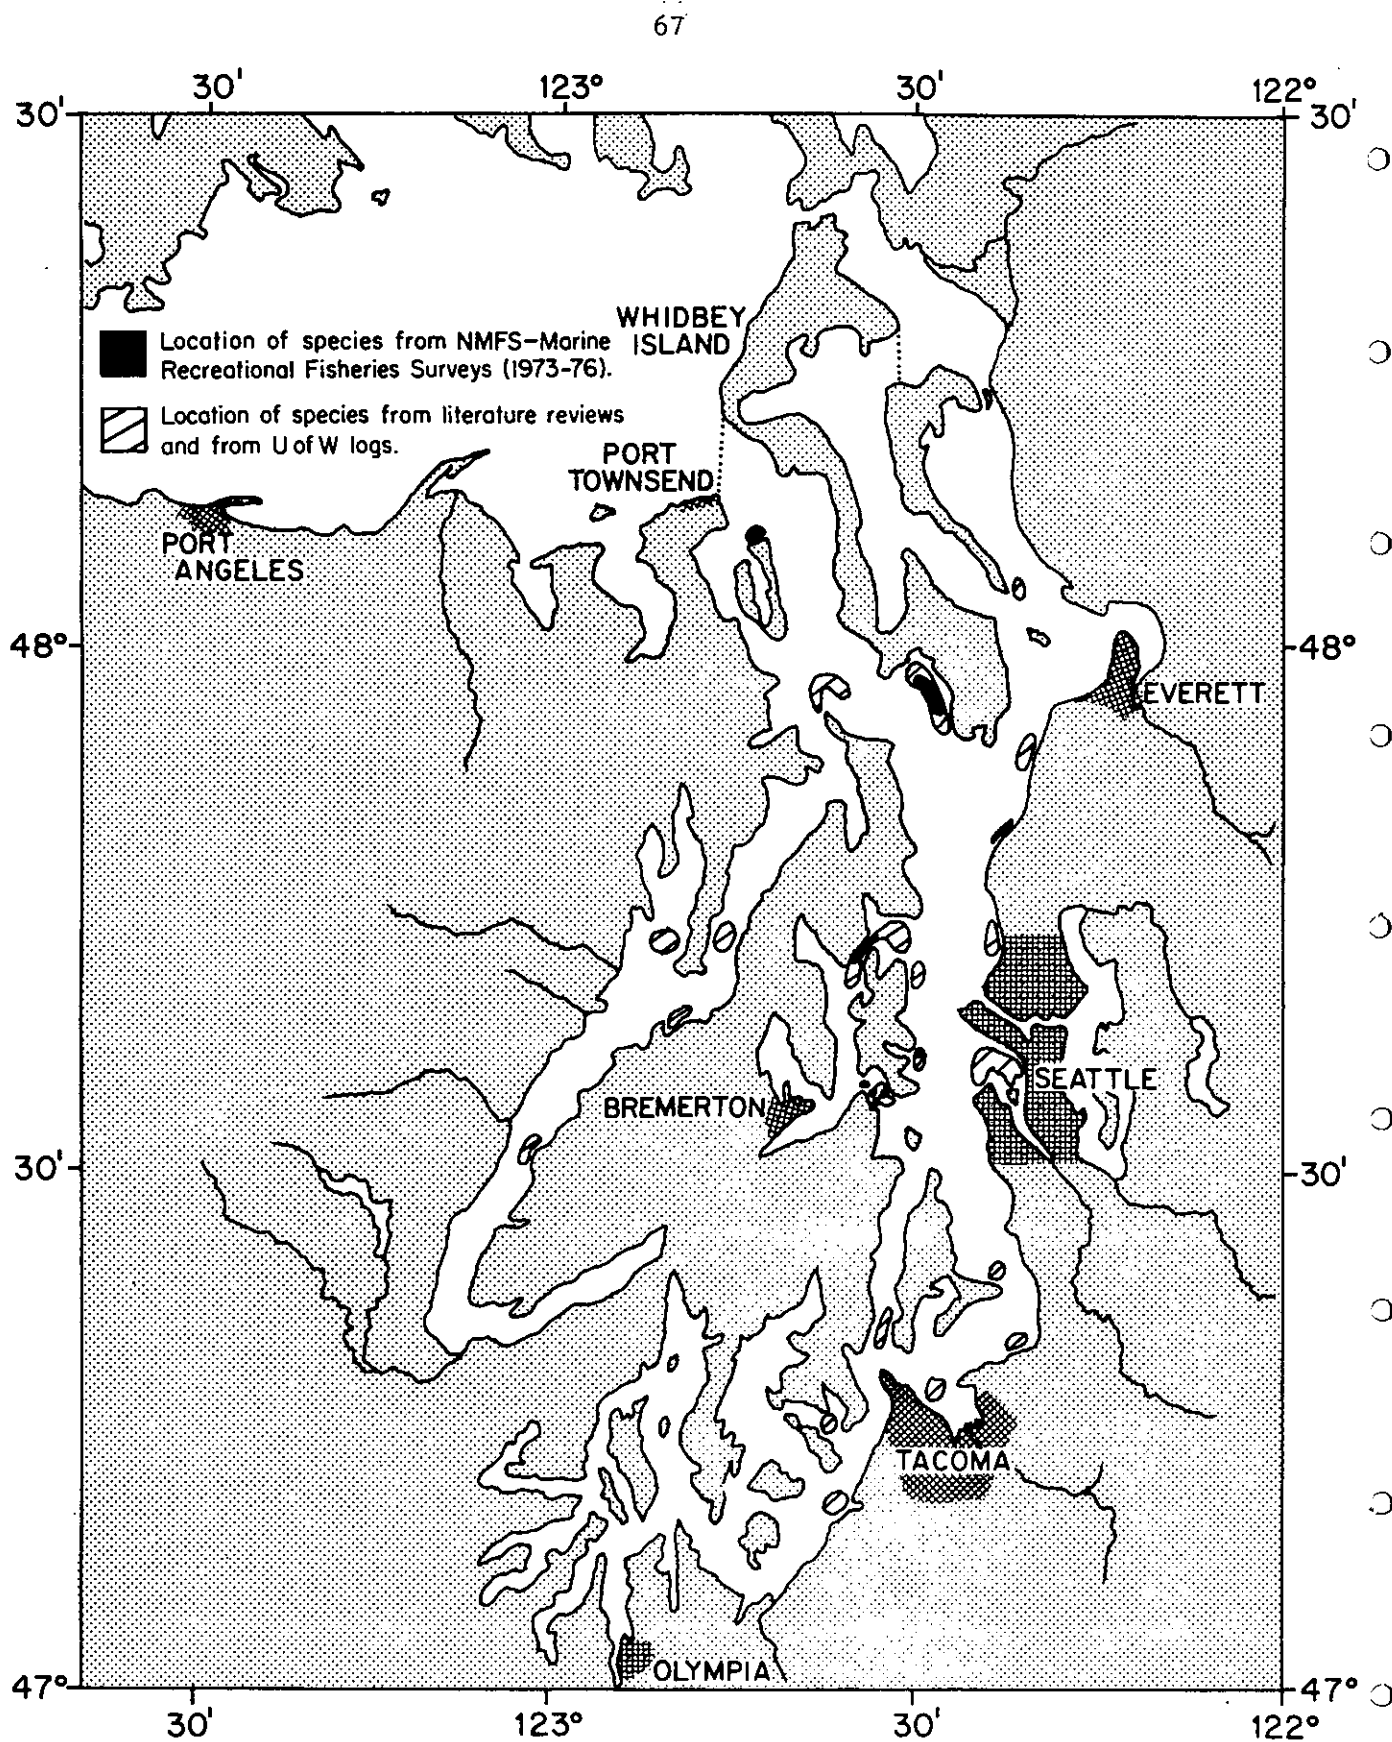 67
30' 123° 30' 122°
30' 30'
WHIDBEY
ISLAND
Location of species from NMFS-Marine
Recreational Fisheries Surveys (1973-76).
Location of species from literature reviews
and from U of W logs.
PORT
TOWNSEND
PORT
ANGELES
48° 48°
EVERETT
SEATTLE
BREMERTON
30' 30'
TACOMA
OLYMPIA
47° 47°
30' 123° 30' 122°